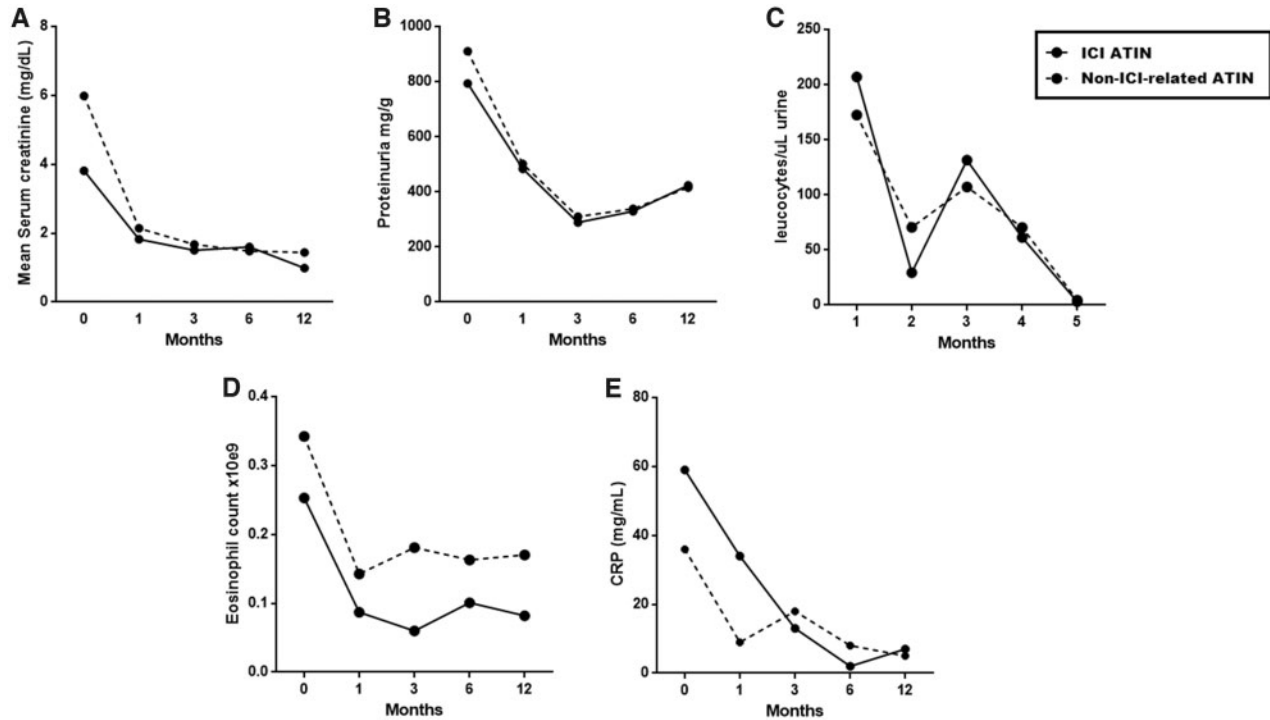 A
Mean Serum creatinine (mg/dL)
8
6
4
2
0
0 1 3 6 12
Months
B
Proteinuria mg/g
1000
800
600
400
200
0
0 1 3 6 12
Months
C
leucocytes/uL urine
250
200
150
100
50
0
1 2 3 4 5
Months
ICI ATIN
Non-ICI-related ATIN
D
Eosinophil count x10e9
0.4
0.3
0.2
0.1
0.0
0 1 3 6 12
Months
E
CRP (mg/mL)
80
60
40
20
0
0 1 3 6 12
Months